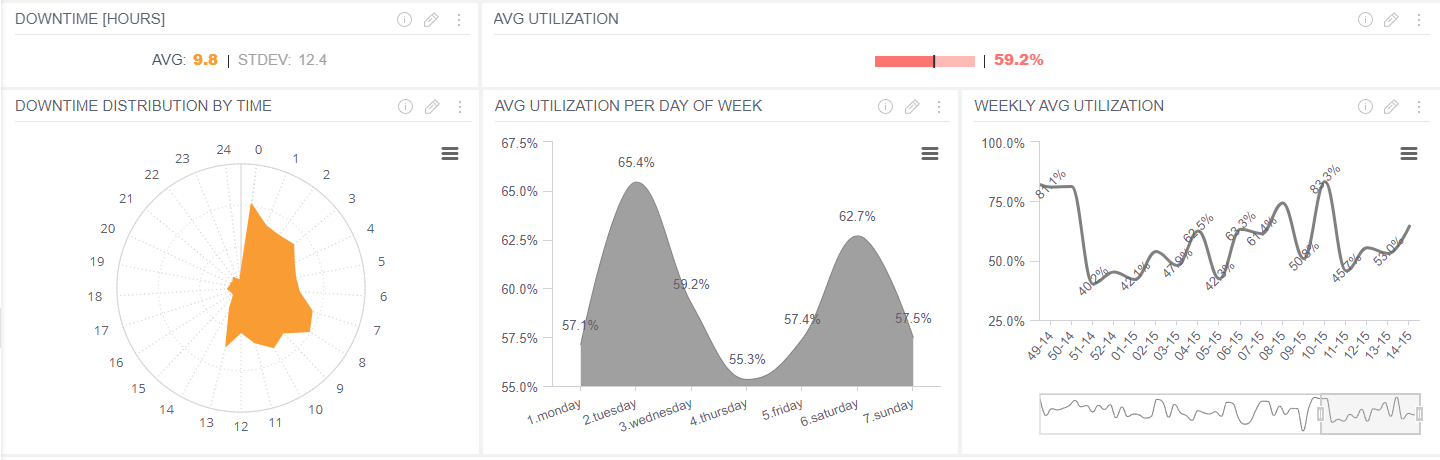 DOWNTIME [HOURS]
AVG: 9.8 | STDEV: 12.4
AVG UTILIZATION
| 59.2%
DOWNTIME DISTRIBUTION BY TIME
24 0
23 1
22 2
21 3
20 4
19 5
18 6
17 7
16 8
15 9
14 10
13 12 11
AVG UTILIZATION PER DAY OF WEEK
67.5%
65.4%
65.0%
62.7%
62.5%
60.0%
59.2%
57.1% 57.4% 57.5%
57.5%
55.3%
55.0%
1.monday 2.tuesday 3.wednesday 4.thursday 5.friday 6.saturday 7.sunday
WEEKLY AVG UTILIZATION
100.0%
75.0%
50.0%
25.0%
81.1% 40.2% 42.1% 47.9% 62.5% 42.3% 63.3% 61.4% 50.8% 83.3% 45.7% 53.0%
49-14 50-14 51-14 52-14 01-15 02-15 03-15 04-15 05-15 06-15 07-15 08-15 09-15 10-15 11-15 12-15 13-15 14-15